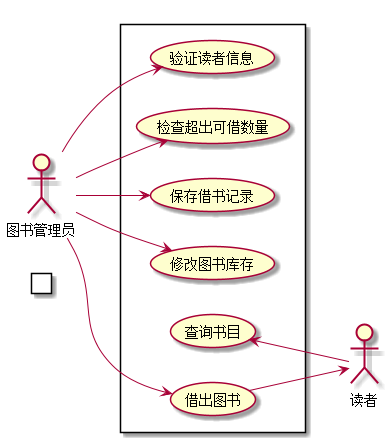 验证读者信息
检查超出可借数量
保存借书记录
图书管理员
修改图书库存
查询书目
借出图书
读者